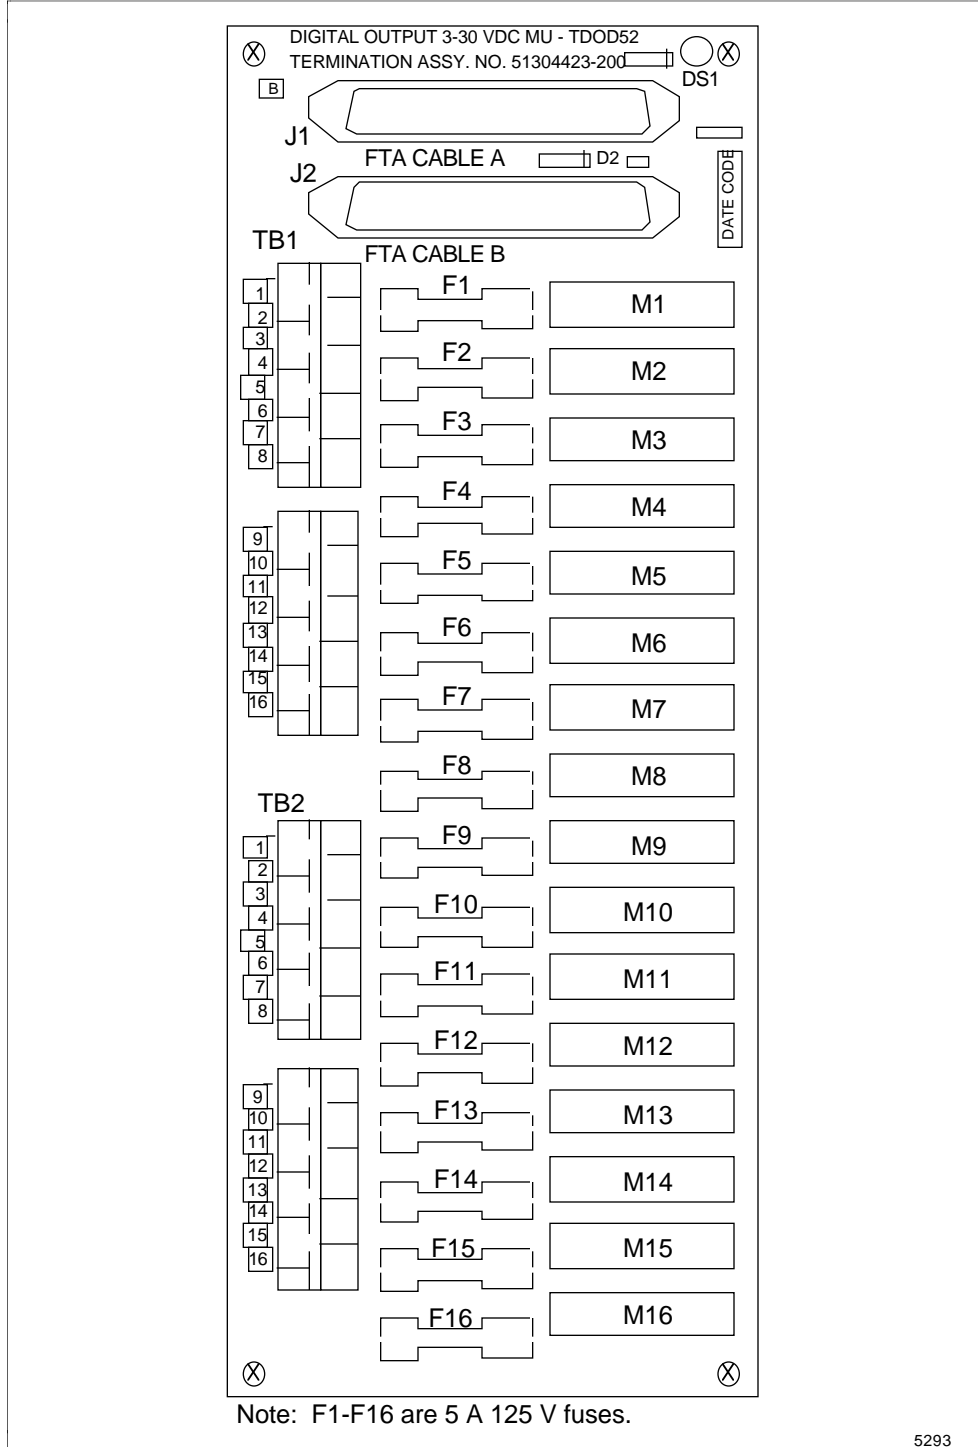 DIGITAL OUTPUT 3-30 VDC MU - TDOD52
TERMINATION ASSY. NO. 51304423-200
DS1
B
J1
FTA CABLE A
D2
J2
DATE CODE
TB1
FTA CABLE B
1
2
3
4
5
6
7
8
9
10
11
12
13
14
15
16
TB2
1
2
3
4
5
6
7
8
9
10
11
12
13
14
15
16
F1
F2
F3
F4
F5
F6
F7
F8
F9
F10
F11
F12
F13
F14
F15
F16
M1
M2
M3
M4
M5
M6
M7
M8
M9
M10
M11
M12
M13
M14
M15
M16
Note: F1-F16 are 5 A 125 V fuses.
5293